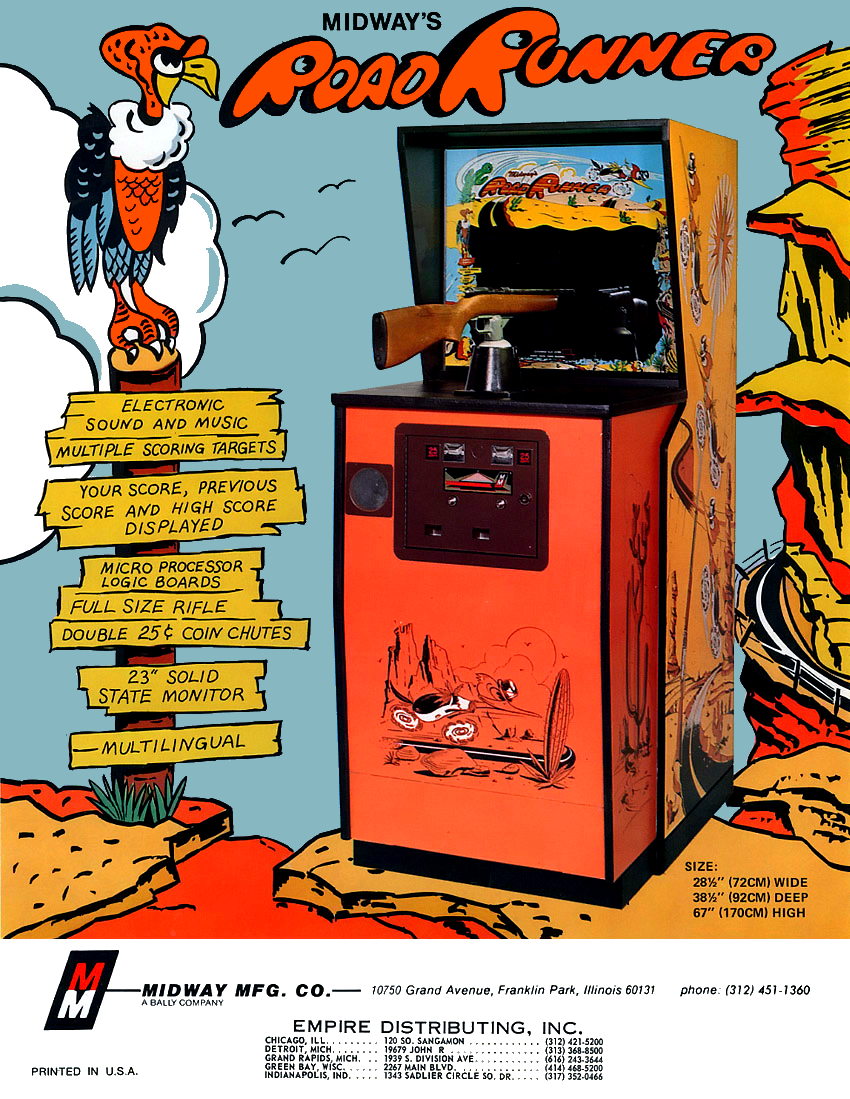 MIDWAY'S
ROAD RUNNER
Midway's
ROAD RUNNER
ELECTRONIC
SOUND AND MUSIC
MULTIPLE SCORING TARGETS
YOUR SCORE, PREVIOUS
SCORE AND HIGH SCORE
DISPLAYED
MICRO PROCESSOR
LOGIC BOARDS
FULL SIZE RIFLE
DOUBLE 25¢ COIN CHUTES
23" SOLID
STATE MONITOR
MULTILINGUAL
SIZE:
28½" (72CM) WIDE
38½" (92CM) DEEP
67" (170CM) HIGH
MM
MIDWAY MFG. CO.
A BALLY COMPANY
10750 Grand Avenue, Franklin Park, Illinois 60131 phone: (312) 451-1360
EMPIRE DISTRIBUTING, INC.
CHICAGO, ILL. . . . . . . . . 120 SO. SANGAMON . . . . . . . . . . . . (312) 421-5200
DETROIT, MICH. . . . . . . . 19679 JOHN R . . . . . . . . . . . . . . . (313) 368-8500
GRAND RAPIDS, MICH. . . 1939 S. DIVISION AVE. . . . . . . . . . . (616) 243-3644
GREEN BAY, WISC. . . . . . 2267 MAIN BLVD. . . . . . . . . . . . . . (414) 468-5200
INDIANAPOLIS, IND. . . . . 1343 SADLIER CIRCLE SO. DR. . . . . . (317) 352-0466
PRINTED IN U.S.A.